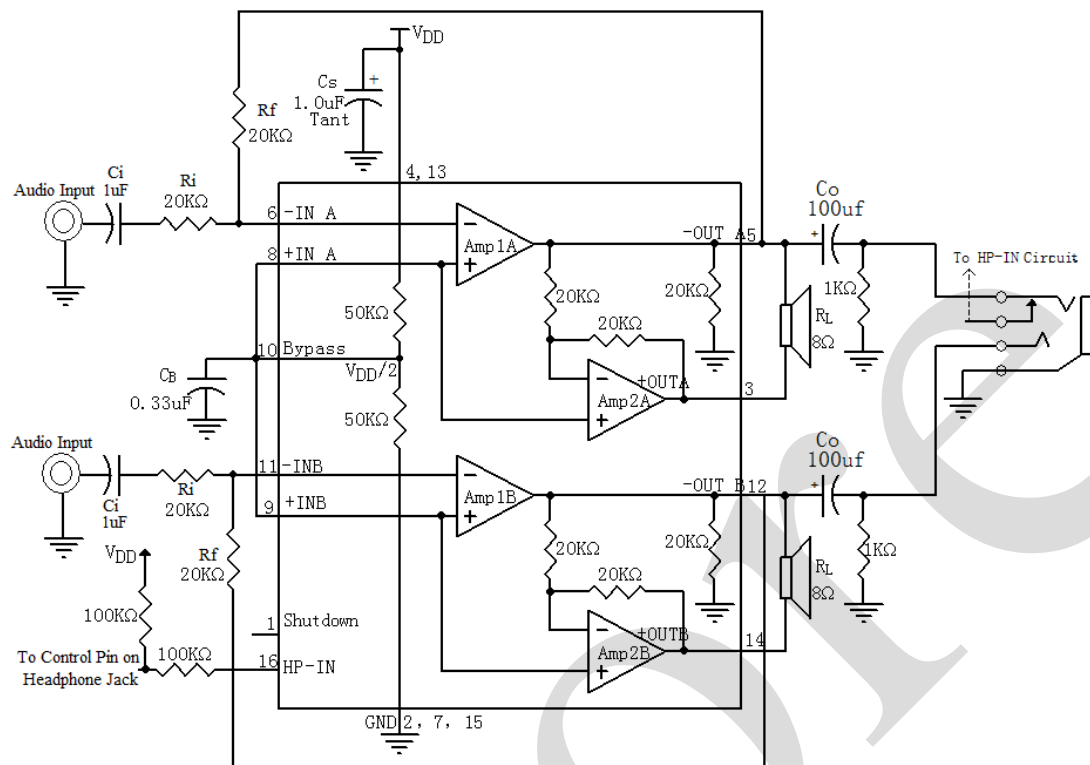 VDD
Cs
+
1.0uF
Tant
Rf
20KΩ
4, 13
Ci
1uF
Audio Input
Ri
20KΩ
6 -IN A
Amp1A
-OUT A 5
Co
100uf
+
8 +IN A
To HP-IN Circuit
20KΩ
20KΩ
1KΩ
50KΩ
20KΩ
RL
8Ω
10 Bypass
VDD/2
CB
0.33uF
+OUTA
Amp2A
3
50KΩ
Audio Input
Co
100uf
+
11 -INB
Ri
20KΩ
Ci
1uF
Amp1B
-OUT B 12
9 +INB
VDD
Rf
20KΩ
20KΩ
20KΩ
1KΩ
20KΩ
RL
8Ω
100KΩ
1 Shutdown
+OUTB
Amp2B
14
To Control Pin on
Headphone Jack
100KΩ
16 HP-IN
GND 2, 7, 15
ore